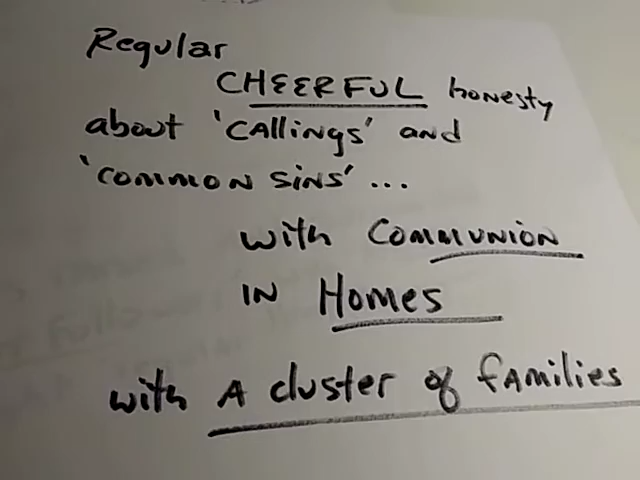 Regular
CHEERFUL honesty
about 'CAllings' and
'common sins' ...
with Communion
IN Homes
with A cluster of families